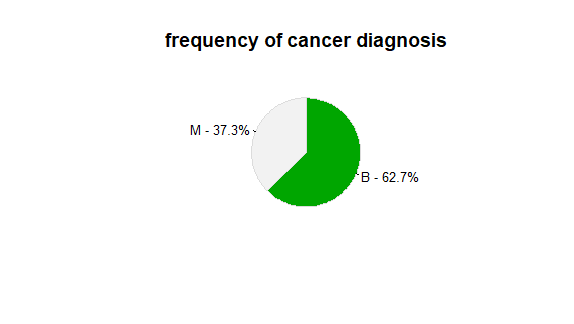 frequency of cancer diagnosis
M - 37.3%
B - 62.7%